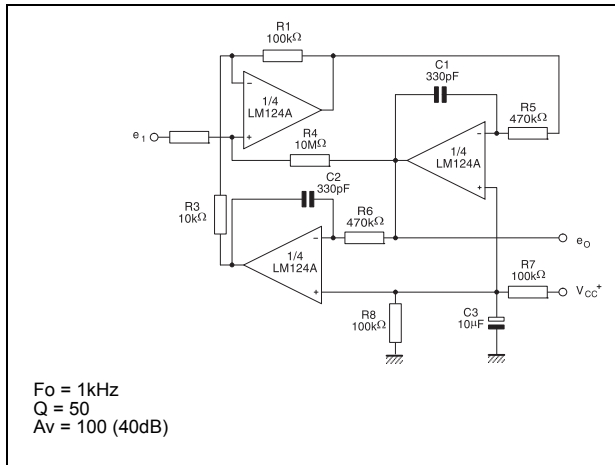 R1
100kΩ
C1
330pF
1/4
LM124A
R5
470kΩ
e1
R4
10MΩ
1/4
LM124A
C2
330pF
R3
10kΩ
R6
470kΩ
1/4
LM124A
eO
R7
100kΩ
R8
100kΩ
C3
10µF
VCC+
Fo = 1kHz
Q = 50
Av = 100 (40dB)
- + - + - +